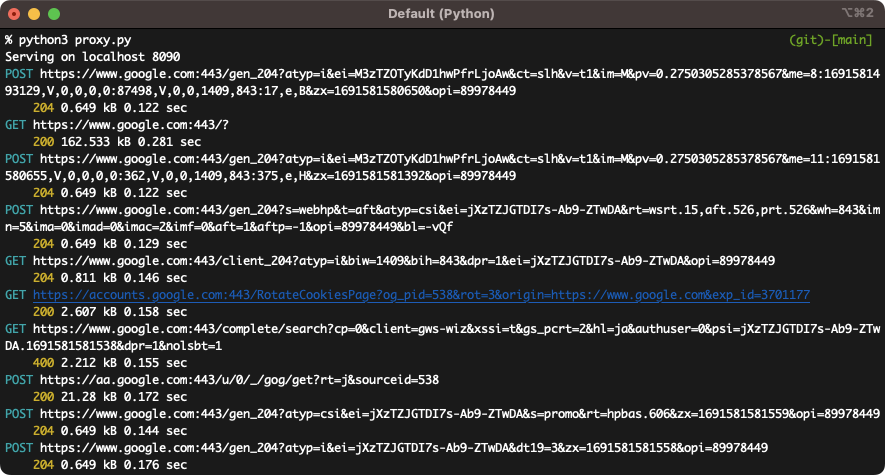 Default (Python)
⌥⌘2
% python3 proxy.py (git)-[main]
Serving on localhost 8090
POST https://www.google.com:443/gen_204?atyp=i&ei=M3zTZOTyKdD1hwPfrLjoAw&ct=slh&v=t1&im=M&pv=0.2750305285378567&me=8:16915814
93129,V,0,0,0,0:87498,V,0,0,1409,843:17,e,B&zx=1691581580650&opi=89978449
204 0.649 kB 0.122 sec
GET https://www.google.com:443/?
200 162.533 kB 0.281 sec
POST https://www.google.com:443/gen_204?atyp=i&ei=M3zTZOTyKdD1hwPfrLjoAw&ct=slh&v=t1&im=M&pv=0.2750305285378567&me=11:1691581
580655,V,0,0,0,0:362,V,0,0,1409,843:375,e,H&zx=1691581581392&opi=89978449
204 0.649 kB 0.122 sec
POST https://www.google.com:443/gen_204?s=webhp&t=aft&atyp=csi&ei=jXzTZJGTDI7s-Ab9-ZTwDA&rt=wsrt.15,aft.526,prt.526&wh=843&i
mn=5&ima=0&imad=0&imac=2&imf=0&aft=1&aftp=-1&opi=89978449&bl=-vQf
204 0.649 kB 0.129 sec
GET https://www.google.com:443/client_204?atyp=i&biw=1409&bih=843&dpr=1&ei=jXzTZJGTDI7s-Ab9-ZTwDA&opi=89978449
204 0.811 kB 0.146 sec
GET https://accounts.google.com:443/RotateCookiesPage?og_pid=538&rot=3&origin=https://www.google.com&exp_id=3701177
200 2.607 kB 0.158 sec
GET https://www.google.com:443/complete/search?cp=0&client=gws-wiz&xssi=t&gs_pcrt=2&hl=ja&authuser=0&psi=jXzTZJGTDI7s-Ab9-ZTw
DA.1691581581538&dpr=1&nolsbt=1
400 2.212 kB 0.155 sec
POST https://aa.google.com:443/u/0/_/gog/get?rt=j&sourceid=538
200 21.28 kB 0.172 sec
POST https://www.google.com:443/gen_204?atyp=csi&ei=jXzTZJGTDI7s-Ab9-ZTwDA&s=promo&rt=hpbas.606&zx=1691581581559&opi=89978449
204 0.649 kB 0.144 sec
POST https://www.google.com:443/gen_204?atyp=i&ei=jXzTZJGTDI7s-Ab9-ZTwDA&dt19=3&zx=1691581581558&opi=89978449
204 0.649 kB 0.176 sec